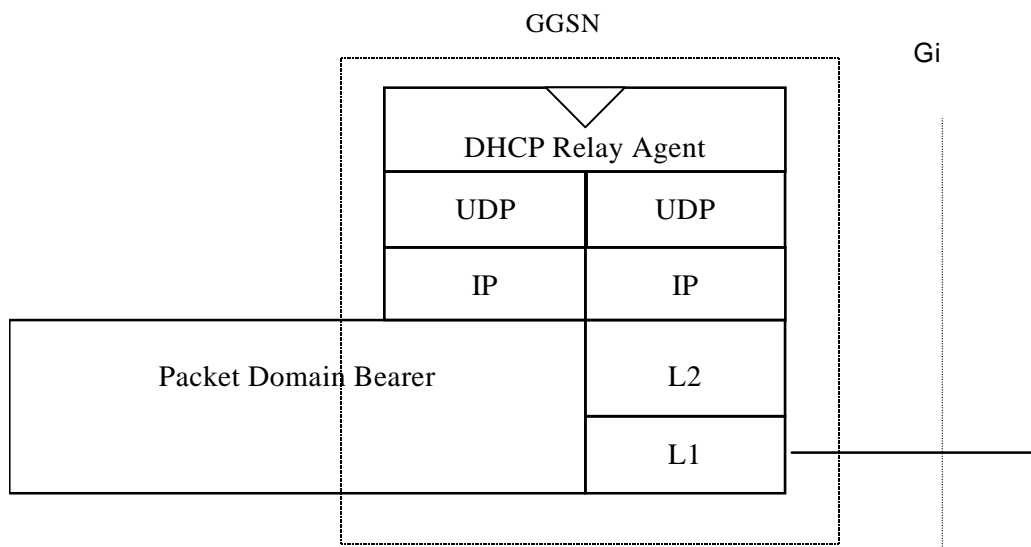 GGSN
Gi
DHCP Relay Agent
UDP
UDP
IP
IP
Packet Domain Bearer
L2
L1